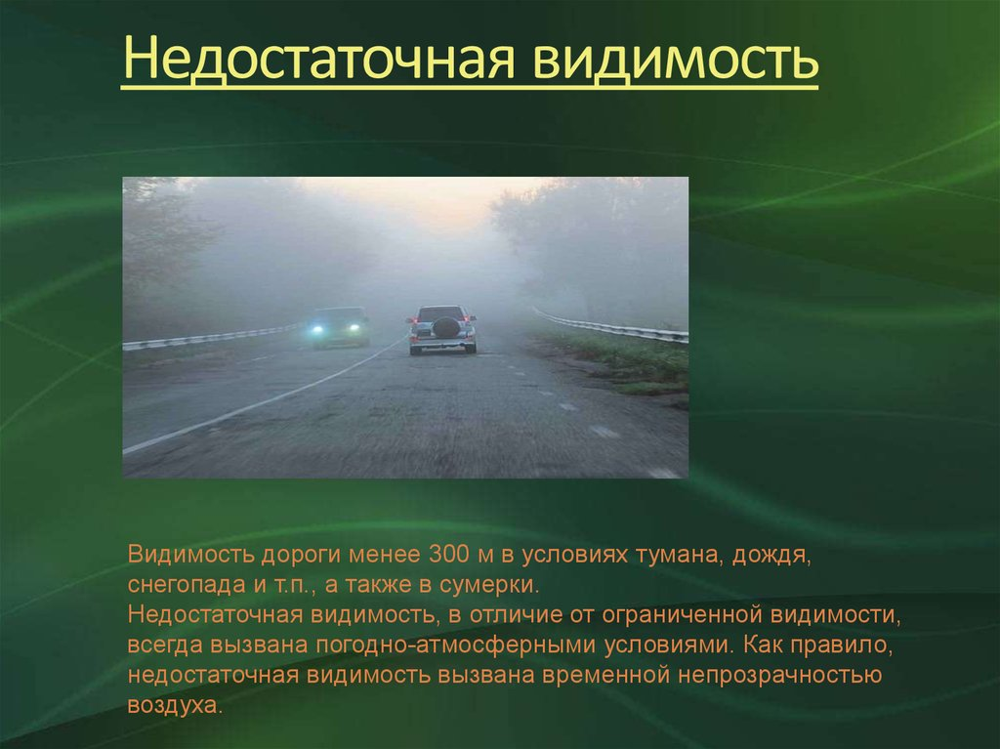 Недостаточная видимость
Видимость дороги менее 300 м в условиях тумана, дождя,
снегопада и т.п., а также в сумерки.
Недостаточная видимость, в отличие от ограниченной видимости,
всегда вызвана погодно-атмосферными условиями. Как правило,
недостаточная видимость вызвана временной непрозрачностью
воздуха.